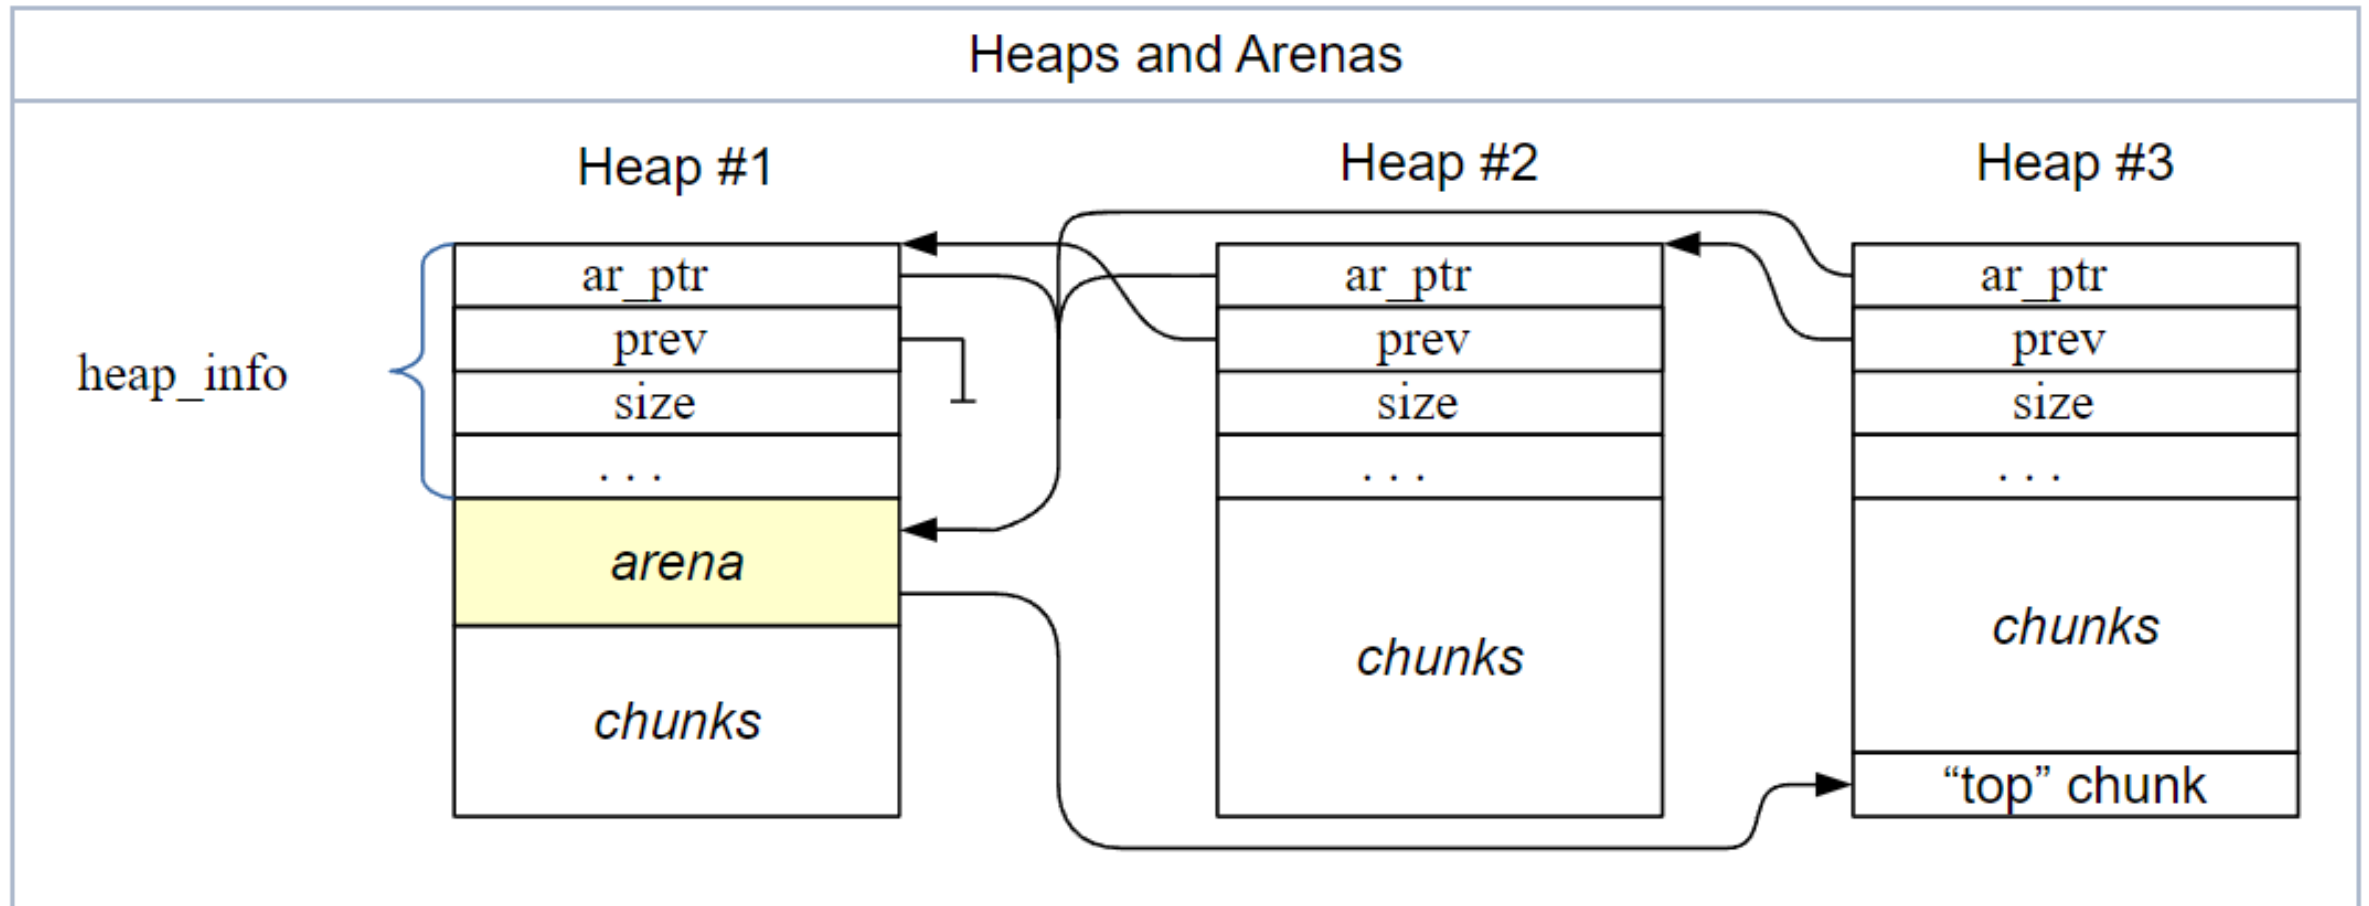 Heaps and Arenas
Heap #1
Heap #2
Heap #3
heap_info
ar_ptr
prev
size
. . .
arena
chunks
ar_ptr
prev
size
. . .
chunks
ar_ptr
prev
size
. . .
chunks
“top” chunk